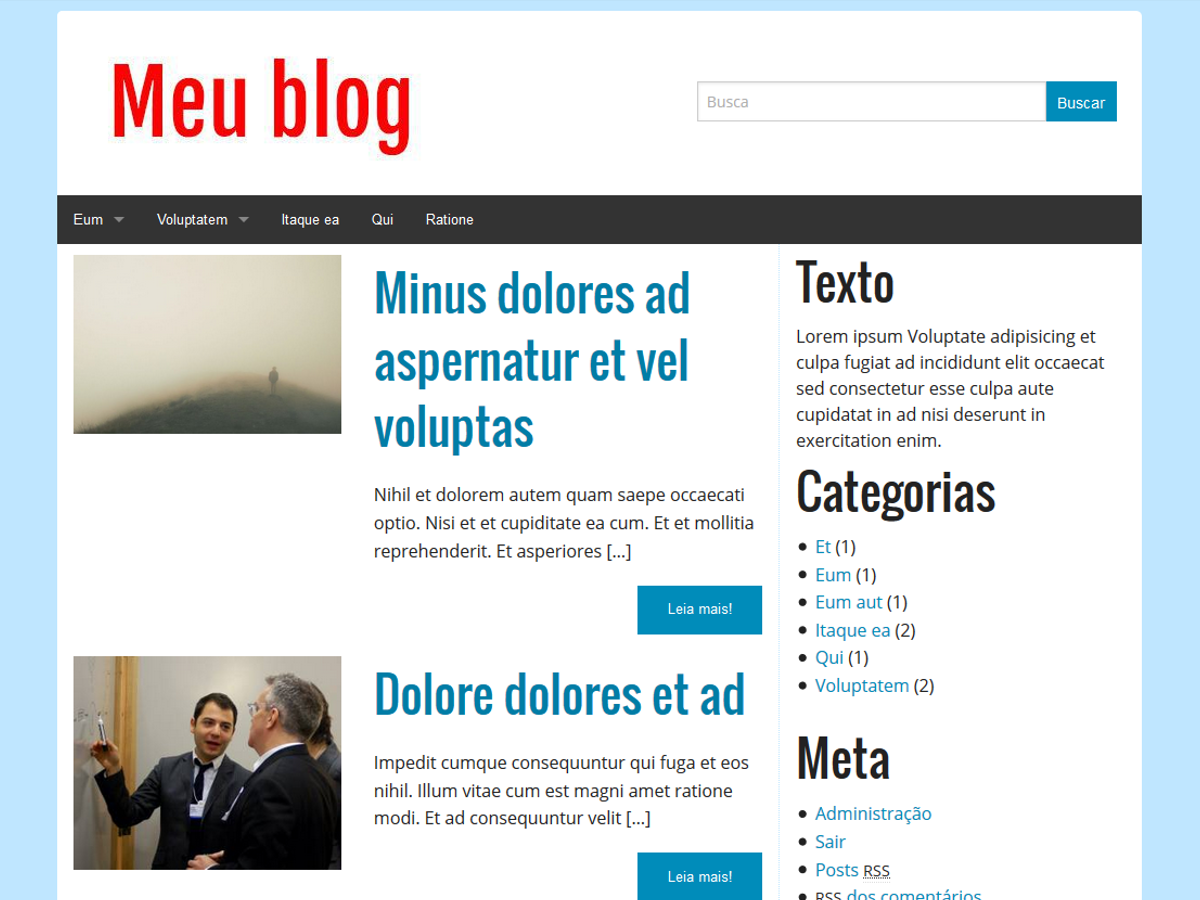 Meu blog
Busca
Buscar
Eum
Voluptatem
Itaque ea
Qui
Ratione
Minus dolores ad
aspernatur et vel
voluptas
Nihil et dolorem autem quam saepe occaecati
optio. Nisi et et cupiditate ea cum. Et et mollitia
reprehenderit. Et asperiores [...]
Leia mais!
Dolore dolores et ad
Impedit cumque consequuntur qui fuga et eos
nihil. Illum vitae cum est magni amet ratione
modi. Et ad consequuntur velit [...]
Leia mais!
Texto
Lorem ipsum Voluptate adipisicing et
culpa fugiat ad incididunt elit occaecat
sed consectetur esse culpa aute
cupidatat in ad nisi deserunt in
exercitation enim.
Categorias
Et (1)
Eum (1)
Eum aut (1)
Itaque ea (2)
Qui (1)
Voluptatem (2)
Meta
Administração
Sair
Posts RSS
RSS dos comentários